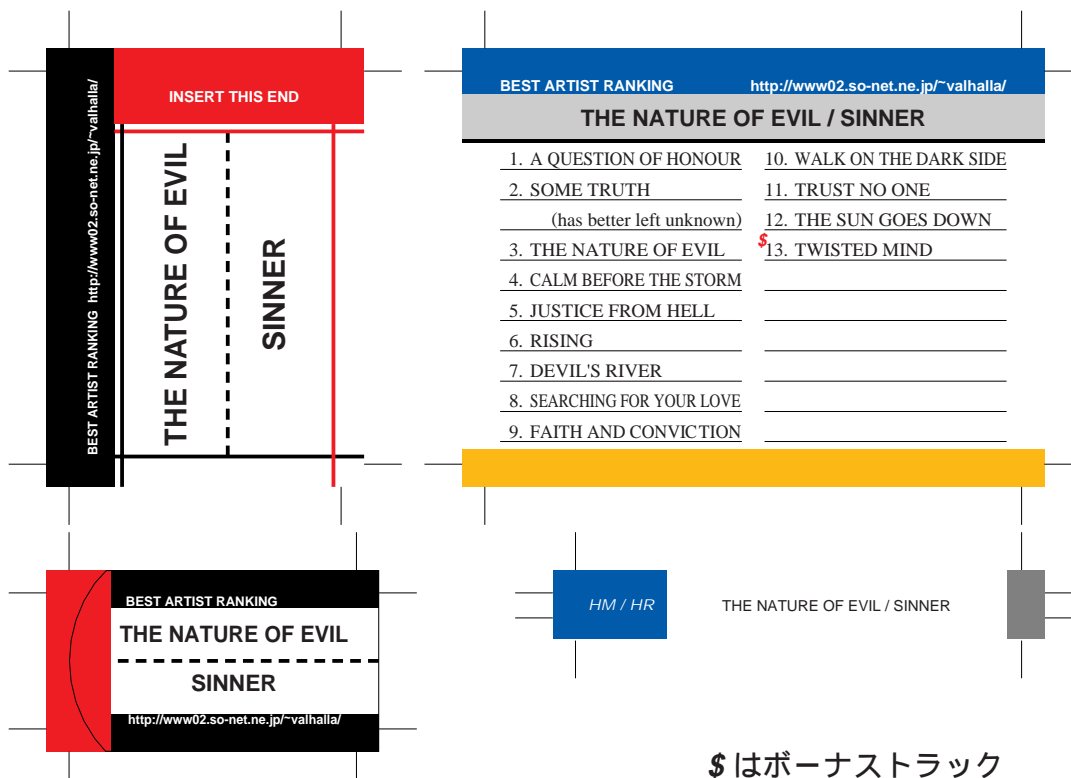 INSERT THIS END
BEST ARTIST RANKING http://www02.so-net.ne.jp/~valhalla/
THE NATURE OF EVIL
SINNER
BEST ARTIST RANKING http://www02.so-net.ne.jp/~valhalla/
THE NATURE OF EVIL / SINNER
1. A QUESTION OF HONOUR
2. SOME TRUTH
(has better left unknown)
3. THE NATURE OF EVIL
4. CALM BEFORE THE STORM
5. JUSTICE FROM HELL
6. RISING
7. DEVIL'S RIVER
8. SEARCHING FOR YOUR LOVE
9. FAITH AND CONVICTION
10. WALK ON THE DARK SIDE
11. TRUST NO ONE
12. THE SUN GOES DOWN
$13. TWISTED MIND
BEST ARTIST RANKING
THE NATURE OF EVIL
SINNER
http://www02.so-net.ne.jp/~valhalla/
HM / HR
THE NATURE OF EVIL / SINNER
$ はボーナストラック